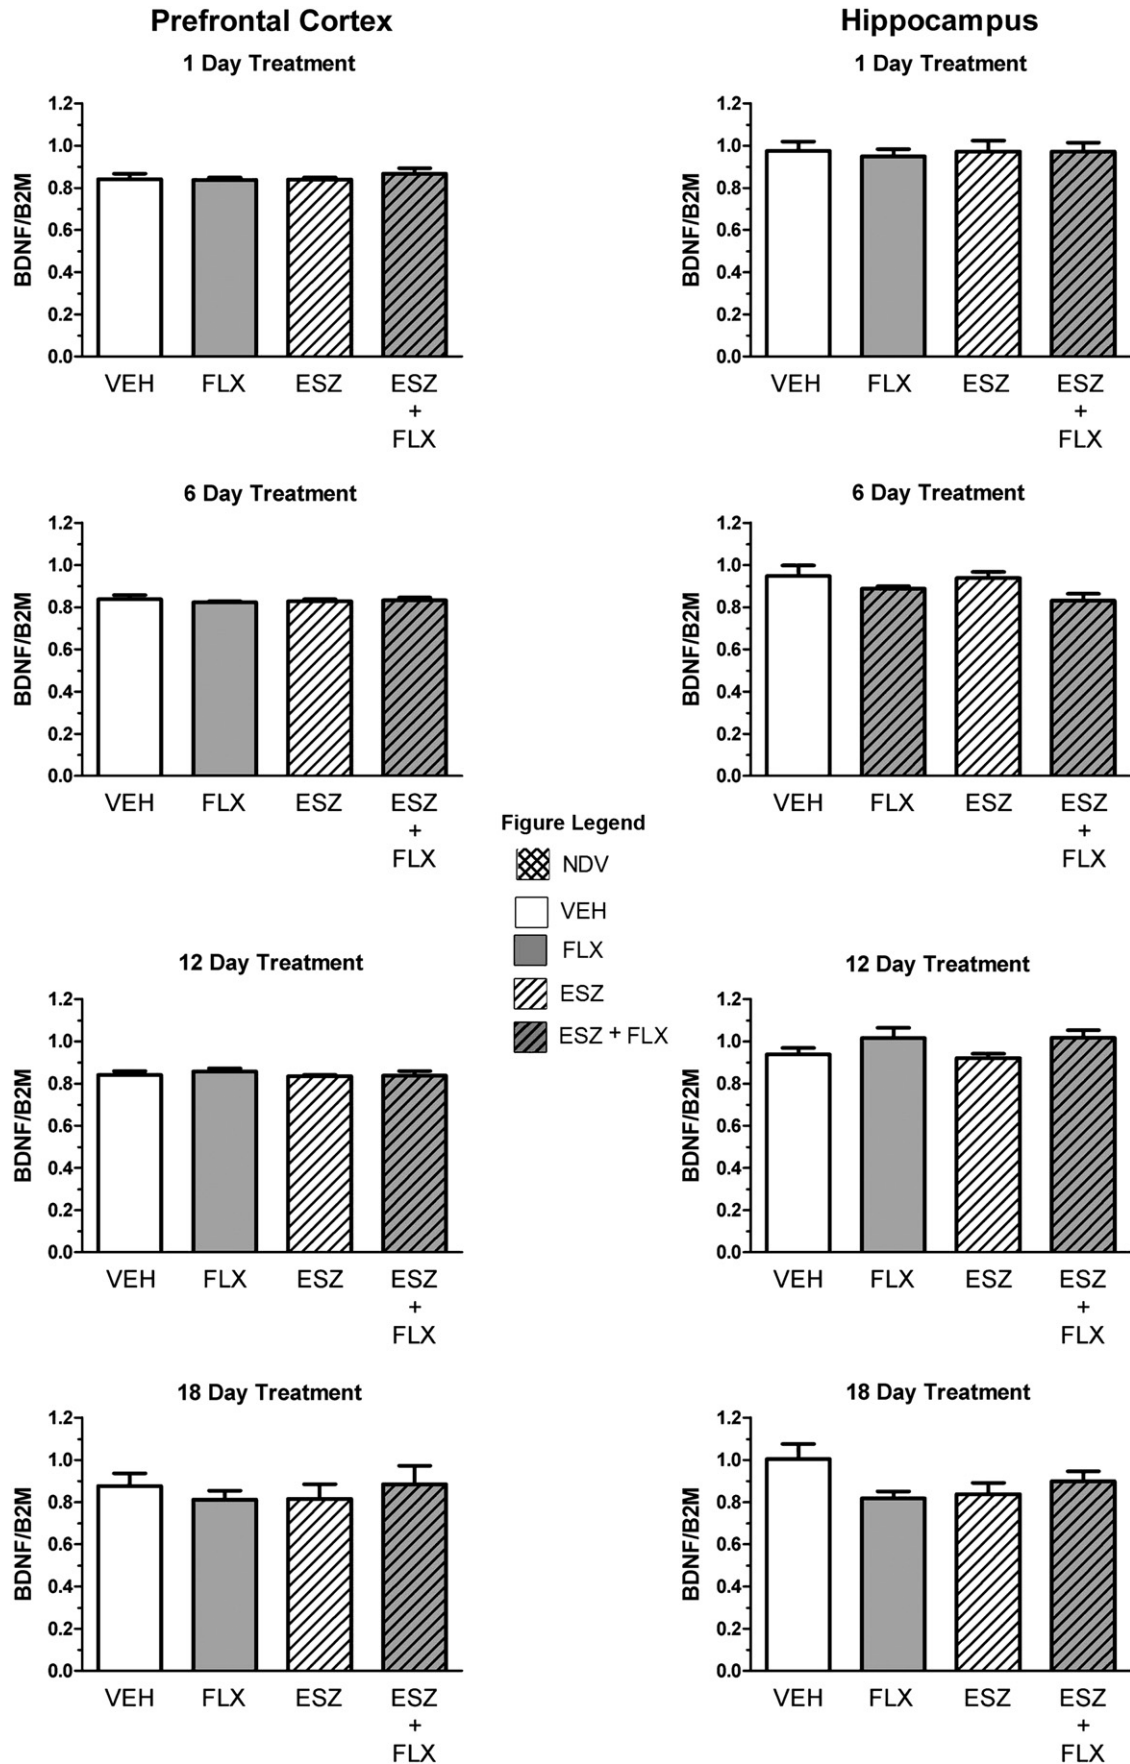 Prefrontal Cortex
Hippocampus
1 Day Treatment
1.2
1.0
0.8
0.6
0.4
0.2
0.0
BDNF/B2M
VEH FLX ESZ ESZ
+
FLX
1 Day Treatment
1.2
1.0
0.8
0.6
0.4
0.2
0.0
BDNF/B2M
VEH FLX ESZ ESZ
+
FLX
6 Day Treatment
1.2
1.0
0.8
0.6
0.4
0.2
0.0
BDNF/B2M
VEH FLX ESZ ESZ
+
FLX
6 Day Treatment
1.2
1.0
0.8
0.6
0.4
0.2
0.0
BDNF/B2M
VEH FLX ESZ ESZ
+
FLX
Figure Legend
NDV
VEH
FLX
ESZ
ESZ + FLX
12 Day Treatment
1.2
1.0
0.8
0.6
0.4
0.2
0.0
BDNF/B2M
VEH FLX ESZ ESZ
+
FLX
12 Day Treatment
1.2
1.0
0.8
0.6
0.4
0.2
0.0
BDNF/B2M
VEH FLX ESZ ESZ
+
FLX
18 Day Treatment
1.2
1.0
0.8
0.6
0.4
0.2
0.0
BDNF/B2M
VEH FLX ESZ ESZ
+
FLX
18 Day Treatment
1.2
1.0
0.8
0.6
0.4
0.2
0.0
BDNF/B2M
VEH FLX ESZ ESZ
+
FLX